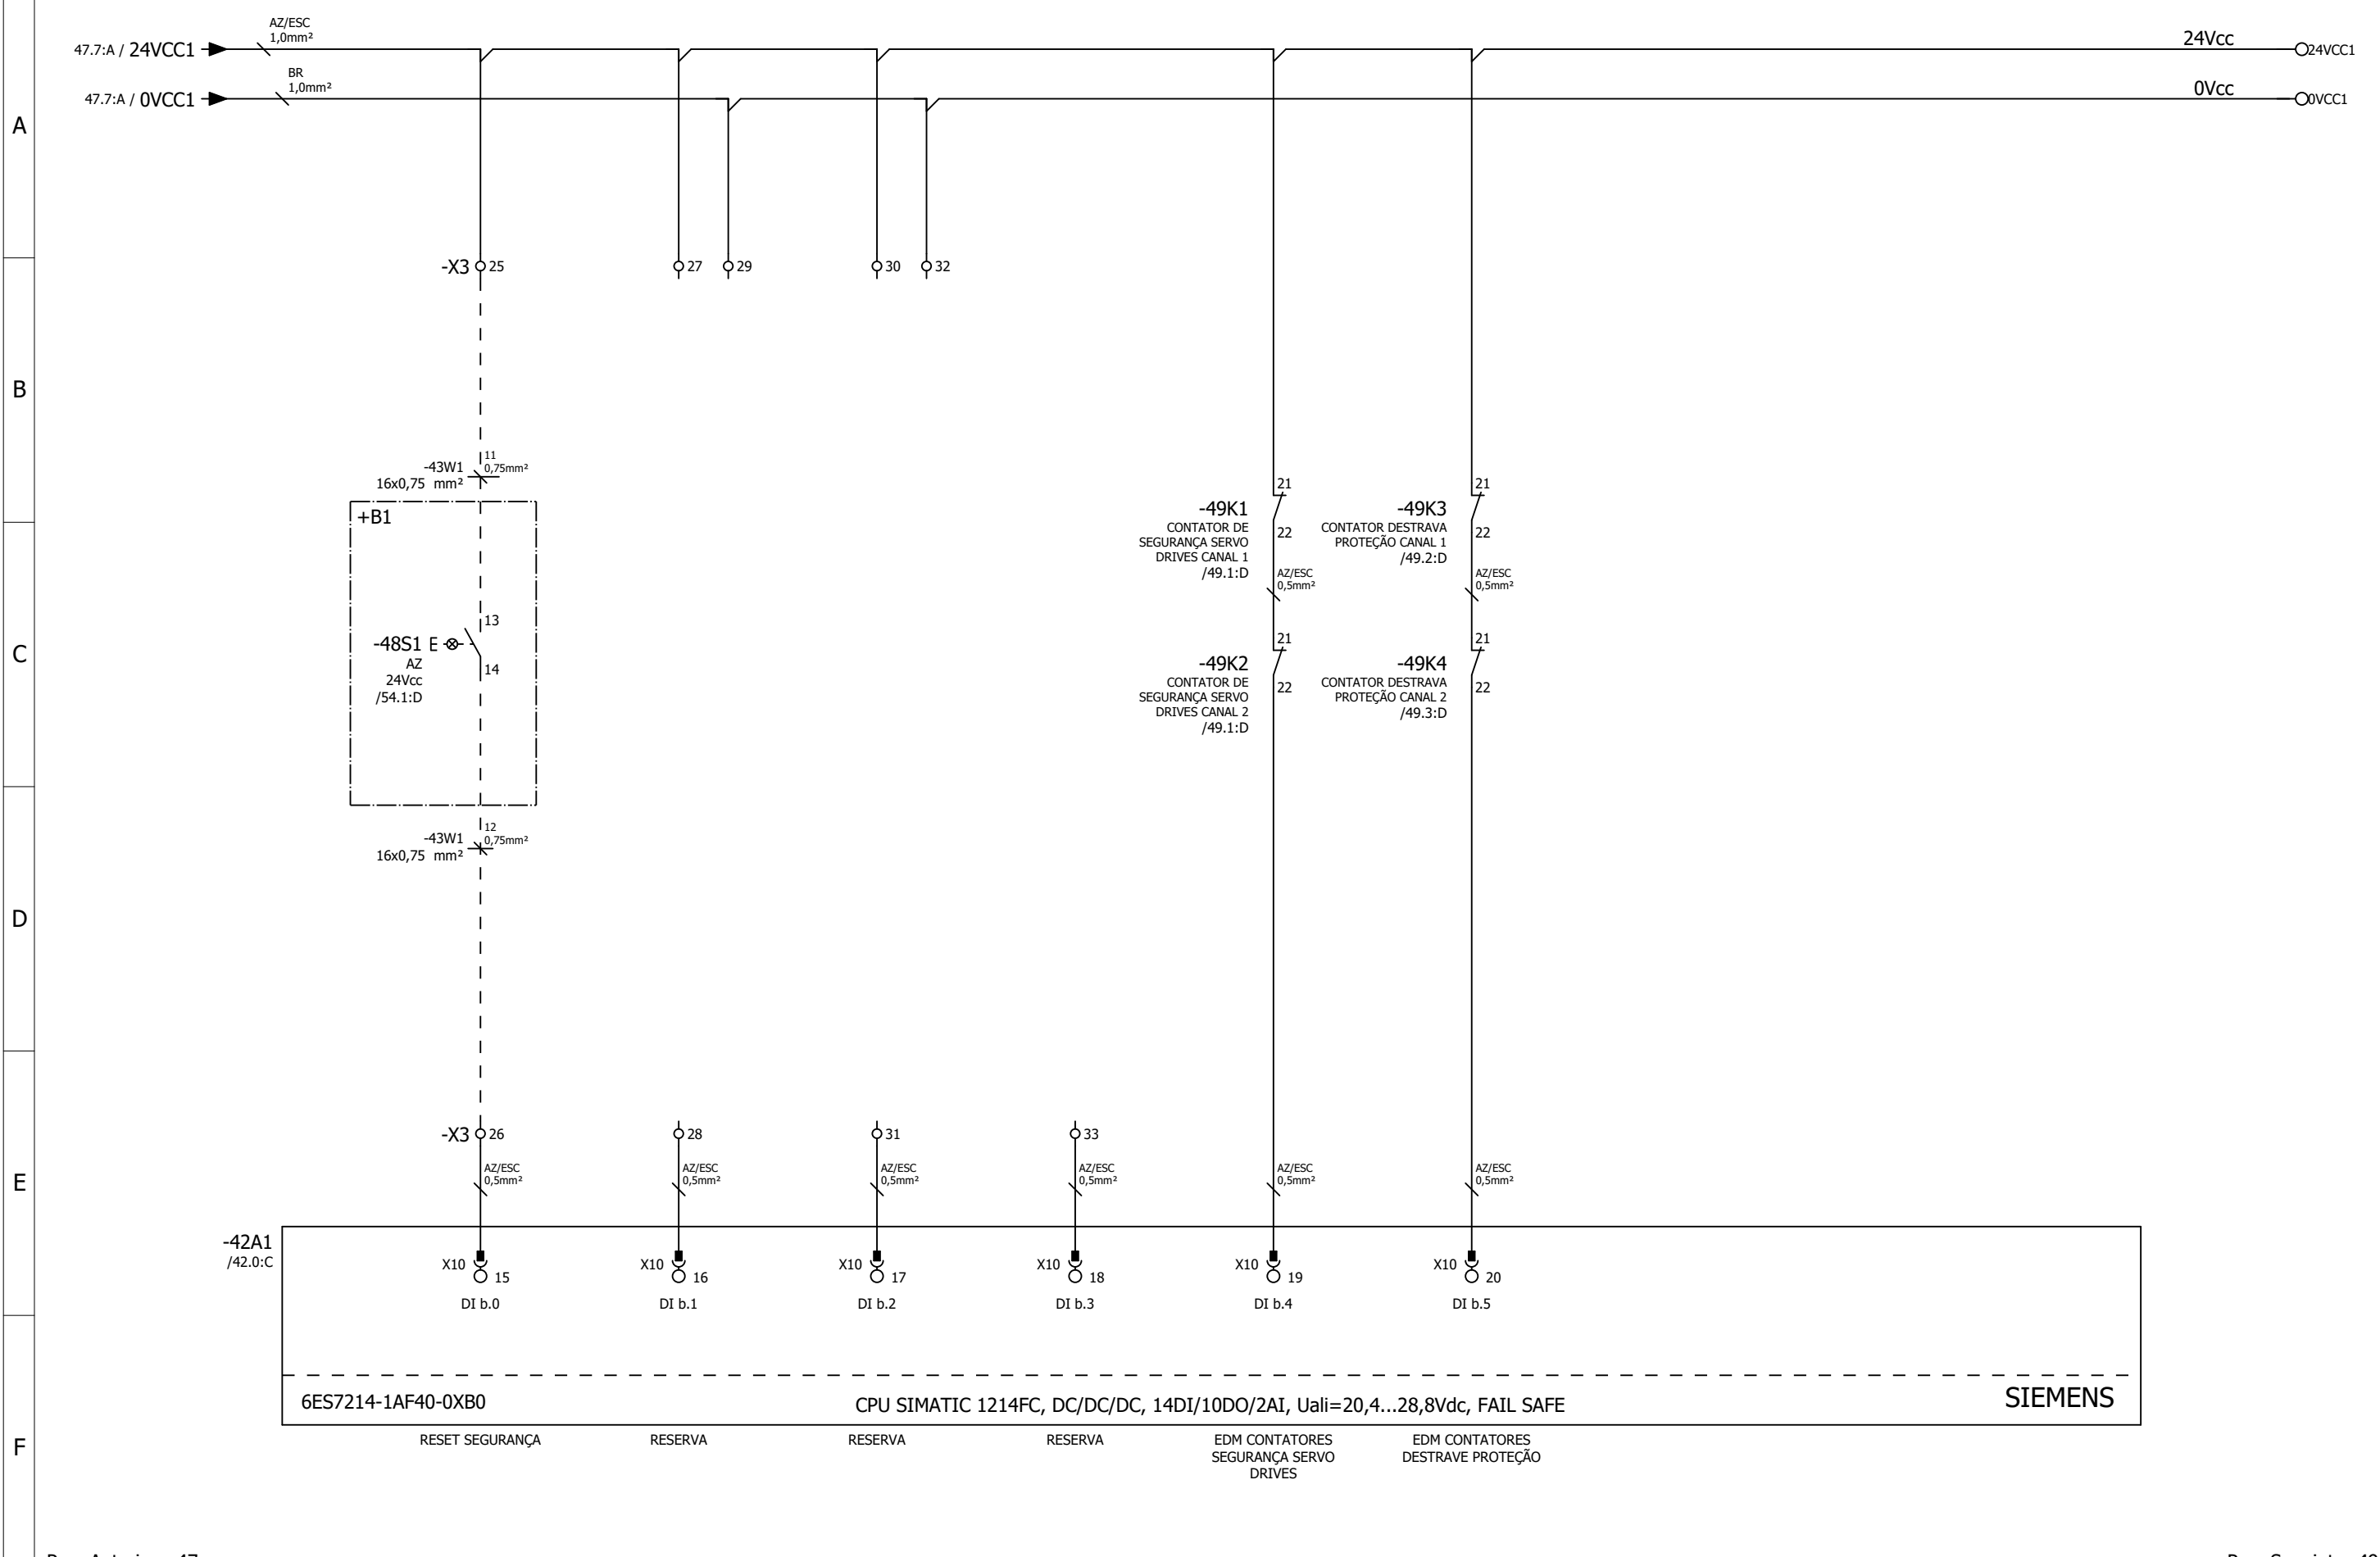 AZ/ESC
1,0mm²
47.7:A / 24VCC1
24Vcc
24VCC1
BR
1,0mm²
47.7:A / 0VCC1
0Vcc
0VCC1
A
-X3 25
27
29
30
32
B
-43W1
16x0,75 mm²
11
0,75mm²
+B1
-49K1
CONTATOR DE
SEGURANÇA SERVO
DRIVES CANAL 1
/49.1:D
21
22
AZ/ESC
0,5mm²
-49K3
CONTATOR DESTRAVA
PROTEÇÃO CANAL 1
/49.2:D
21
22
AZ/ESC
0,5mm²
C
-48S1 E
AZ
24Vcc
/54.1:D
13
14
-49K2
CONTATOR DE
SEGURANÇA SERVO
DRIVES CANAL 2
/49.1:D
21
22
-49K4
CONTATOR DESTRAVA
PROTEÇÃO CANAL 2
/49.3:D
21
22
-43W1
16x0,75 mm²
12
0,75mm²
D
-X3 26
28
31
33
E
AZ/ESC
0,5mm²
AZ/ESC
0,5mm²
AZ/ESC
0,5mm²
AZ/ESC
0,5mm²
AZ/ESC
0,5mm²
AZ/ESC
0,5mm²
-42A1
/42.0:C
X10 15
X10 16
X10 17
X10 18
X10 19
X10 20
DI b.0
DI b.1
DI b.2
DI b.3
DI b.4
DI b.5
6ES7214-1AF40-0XB0
CPU SIMATIC 1214FC, DC/DC/DC, 14DI/10DO/2AI, Uali=20,4...28,8Vdc, FAIL SAFE
SIEMENS
F
RESET SEGURANÇA
RESERVA
RESERVA
RESERVA
EDM CONTATORES
SEGURANÇA SERVO
DRIVES
EDM CONTATORES
DESTRAVE PROTEÇÃO